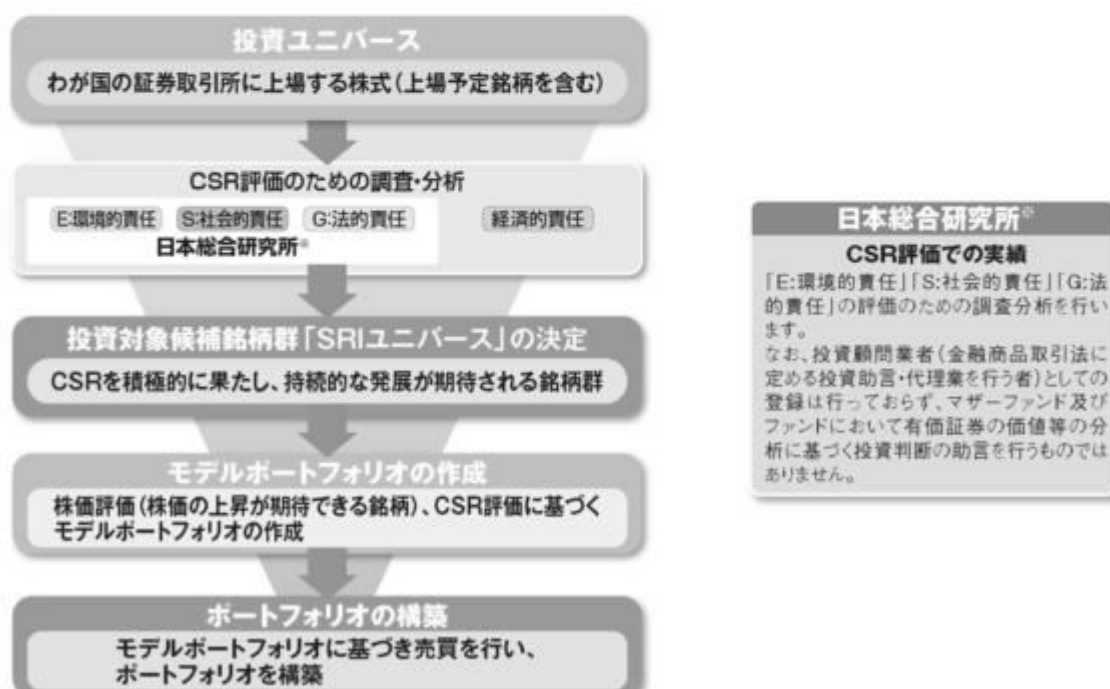 投資ユニバース
わが国の証券取引所に上場する株式(上場予定銘柄を含む)
CSR評価のための調査・分析
E:環境的責任 S:社会的責任 G:法的責任 経済的責任
日本総合研究所※
投資対象候補銘柄群「SRIユニバース」の決定
CSRを積極的に果たし、持続的な発展が期待される銘柄群
モデルポートフォリオの作成
株価評価(株価の上昇が期待できる銘柄)、CSR評価に基づく
モデルポートフォリオの作成
ポートフォリオの構築
モデルポートフォリオに基づき売買を行い、
ポートフォリオを構築
日本総合研究所※
CSR評価での実績
「E:環境的責任」「S:社会的責任」「G:法
的責任」の評価のための調査分析を行い
ます。
なお、投資顧問業者(金融商品取引法に
定める投資助言・代理業を行う者)としての
登録は行っておらず、マザーファンド及び
ファンドにおいて有価証券の価値等の分
析に基づく投資判断の助言を行うものでは
ありません。